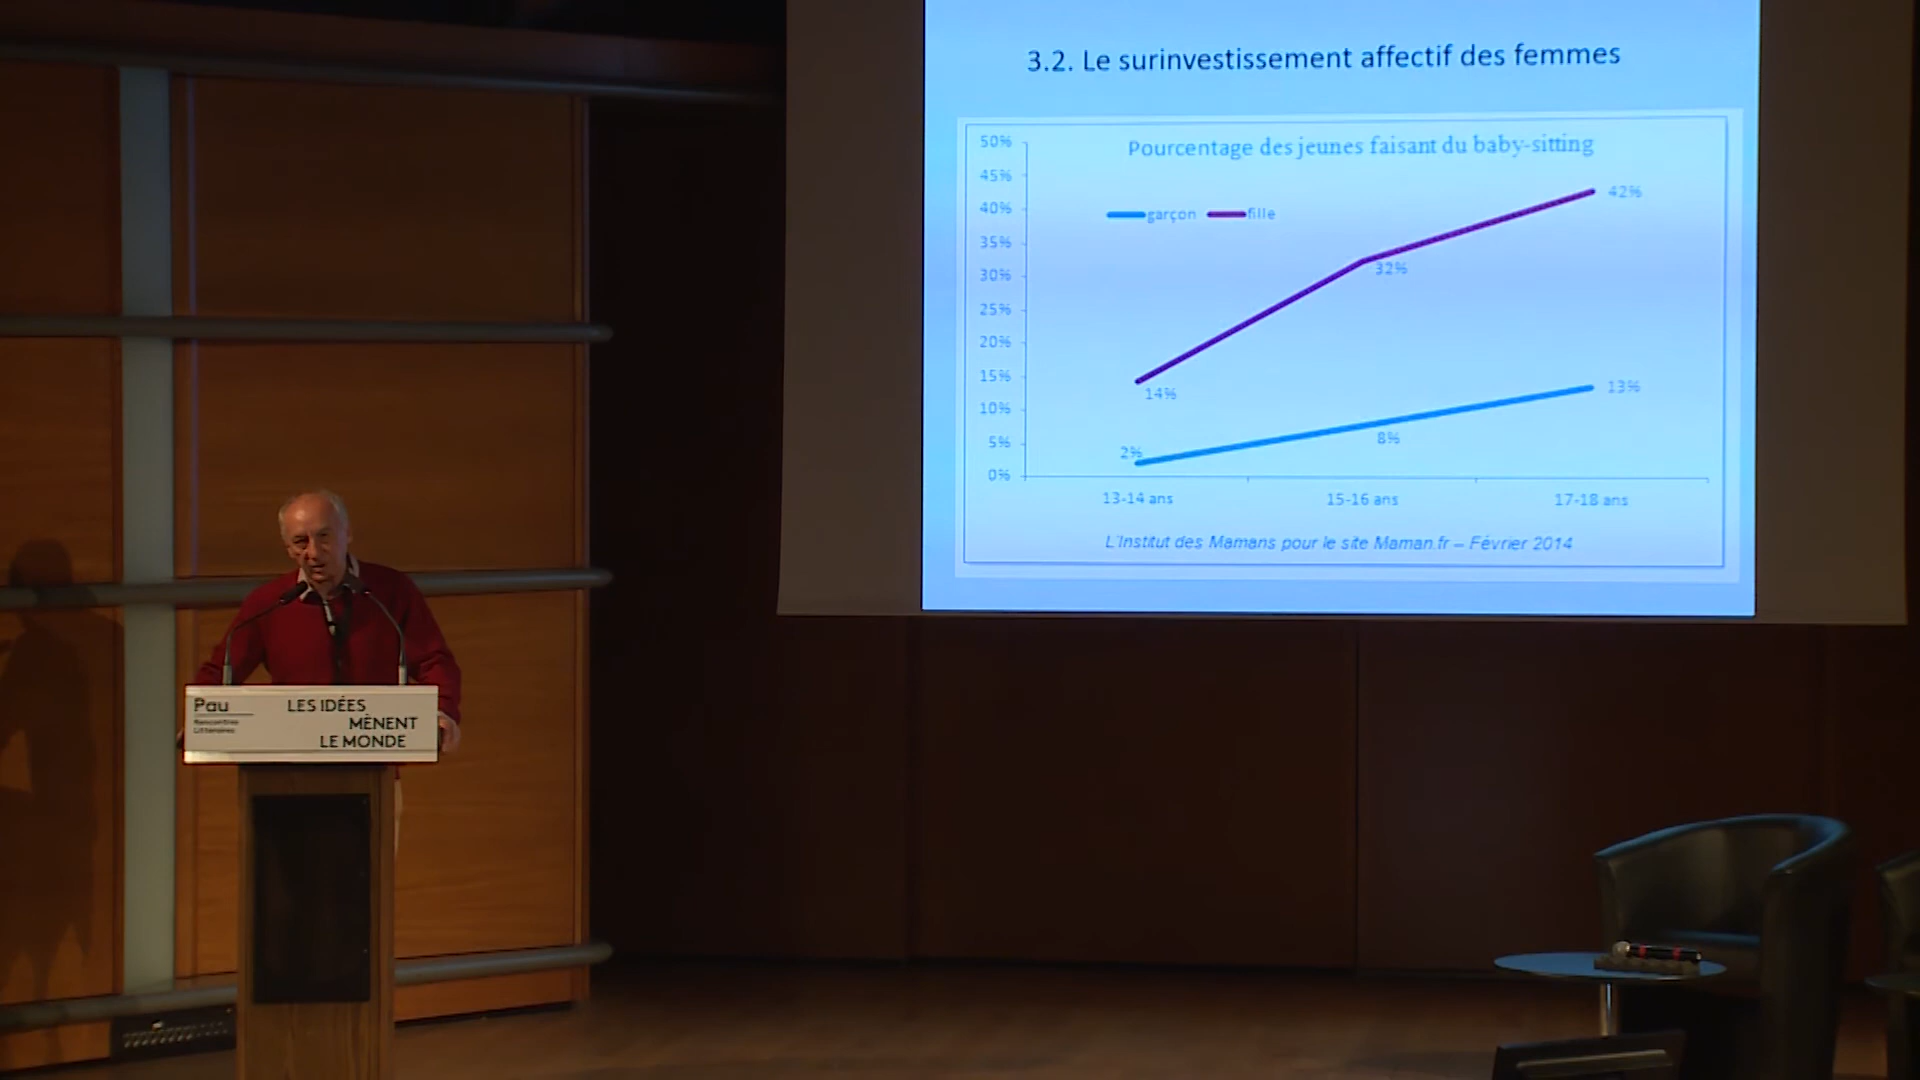 3.2. Le surinvestissement affectif des femmes
Pourcentage des jeunes faisant du baby-sitting
50%
45%
40%
35%
30%
25%
20%
15%
10%
5%
0%
garçon
fille
42%
32%
14%
13%
8%
2%
13-14 ans
15-16 ans
17-18 ans
L'Institut des Mamans pour le site Maman.fr – Février 2014
Pau
Rencontres
Littéraires
LES IDÉES
MÈNENT
LE MONDE